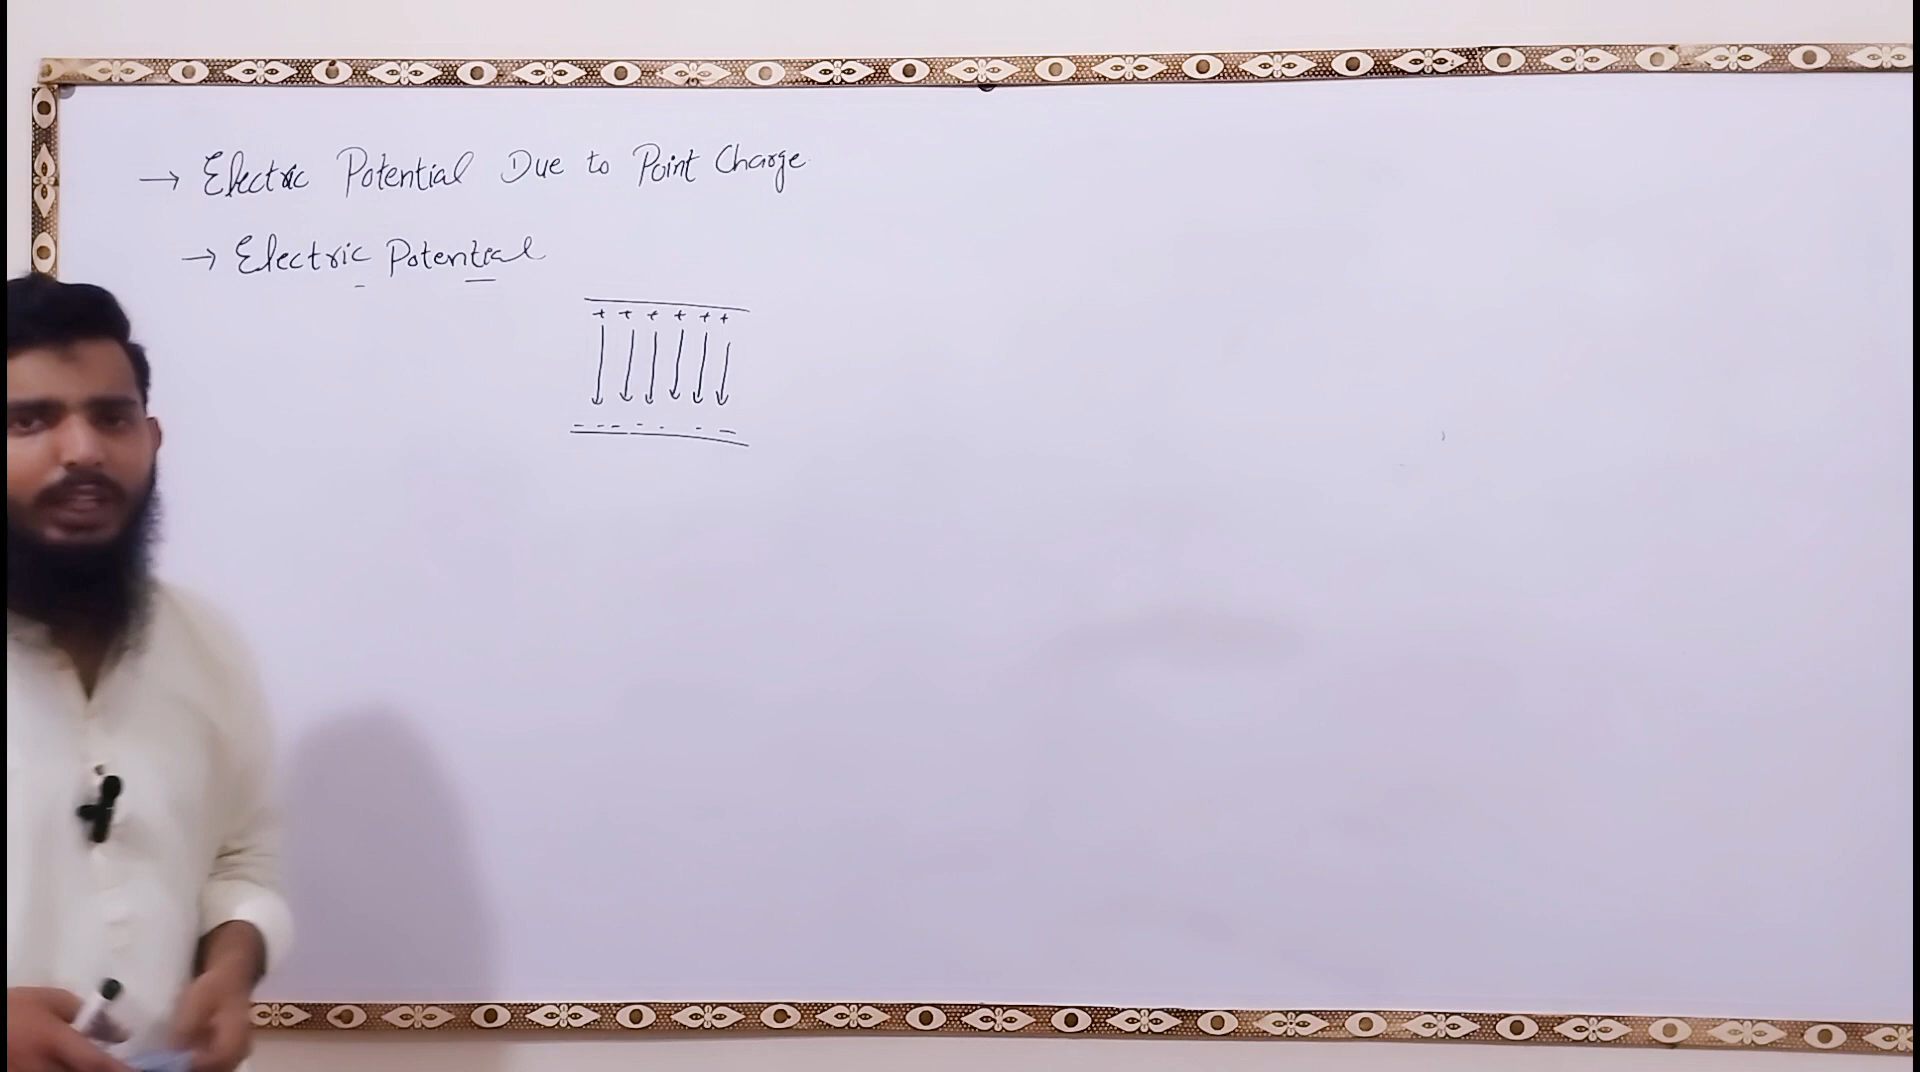 → Electric Potential Due to Point Charge
→ Electric Potential
+ + + + + +
- - - - - - -